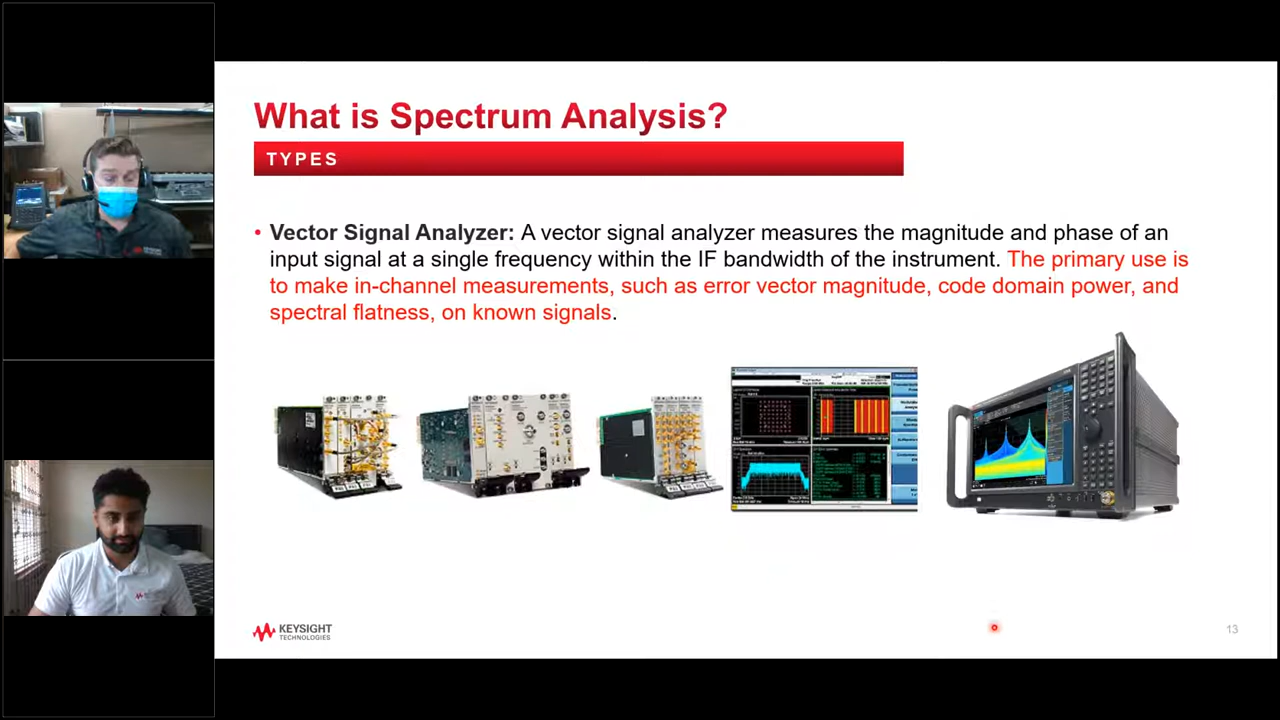 What is Spectrum Analysis?
TYPES
• Vector Signal Analyzer: A vector signal analyzer measures the magnitude and phase of an
input signal at a single frequency within the IF bandwidth of the instrument. The primary use is
to make in-channel measurements, such as error vector magnitude, code domain power, and
spectral flatness, on known signals.
KEYSIGHT
TECHNOLOGIES
13